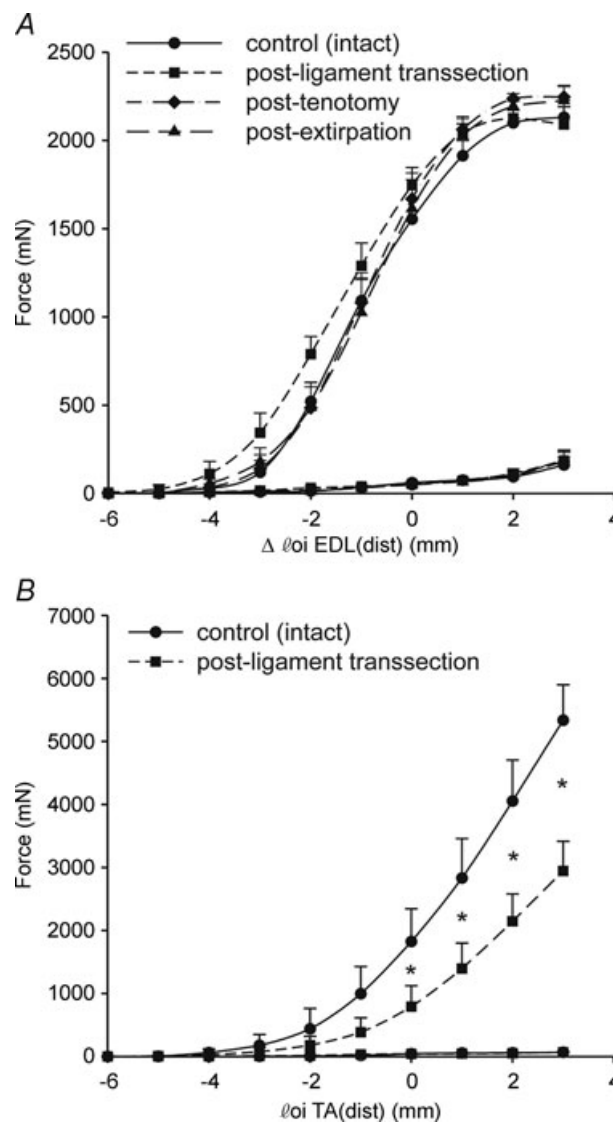 A
2500
2000
1500
1000
500
0
Force (mN)
control (intact)
post-ligament transsection
post-tenotomy
post-extirpation
-6 -4 -2 0 2 4
Δ ℓoi EDL(dist) (mm)
B
7000
6000
5000
4000
3000
2000
1000
0
Force (mN)
control (intact)
post-ligament transsection
* * * *
-6 -4 -2 0 2 4
ℓoi TA(dist) (mm)